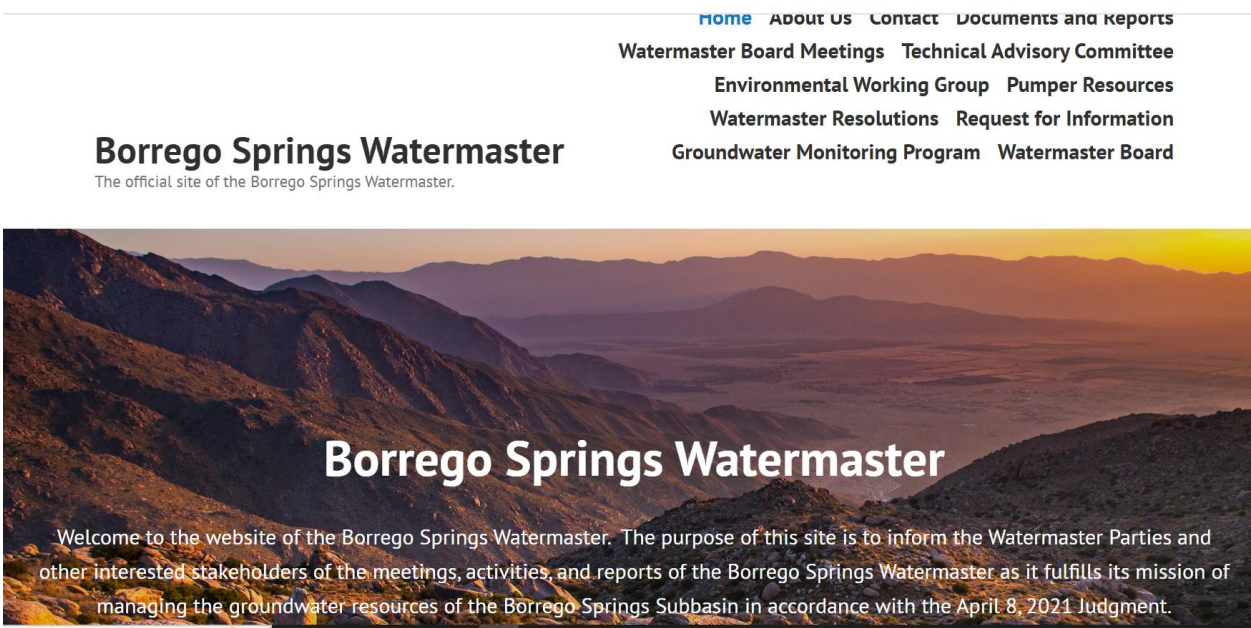 Home About Us Contact Documents and Reports
Watermaster Board Meetings Technical Advisory Committee
Environmental Working Group Pumper Resources
Watermaster Resolutions Request for Information
Groundwater Monitoring Program Watermaster Board
Borrego Springs Watermaster
The official site of the Borrego Springs Watermaster.
Borrego Springs Watermaster
Welcome to the website of the Borrego Springs Watermaster. The purpose of this site is to inform the Watermaster Parties and
other interested stakeholders of the meetings, activities, and reports of the Borrego Springs Watermaster as it fulfills its mission of
managing the groundwater resources of the Borrego Springs Subbasin in accordance with the April 8, 2021 Judgment.